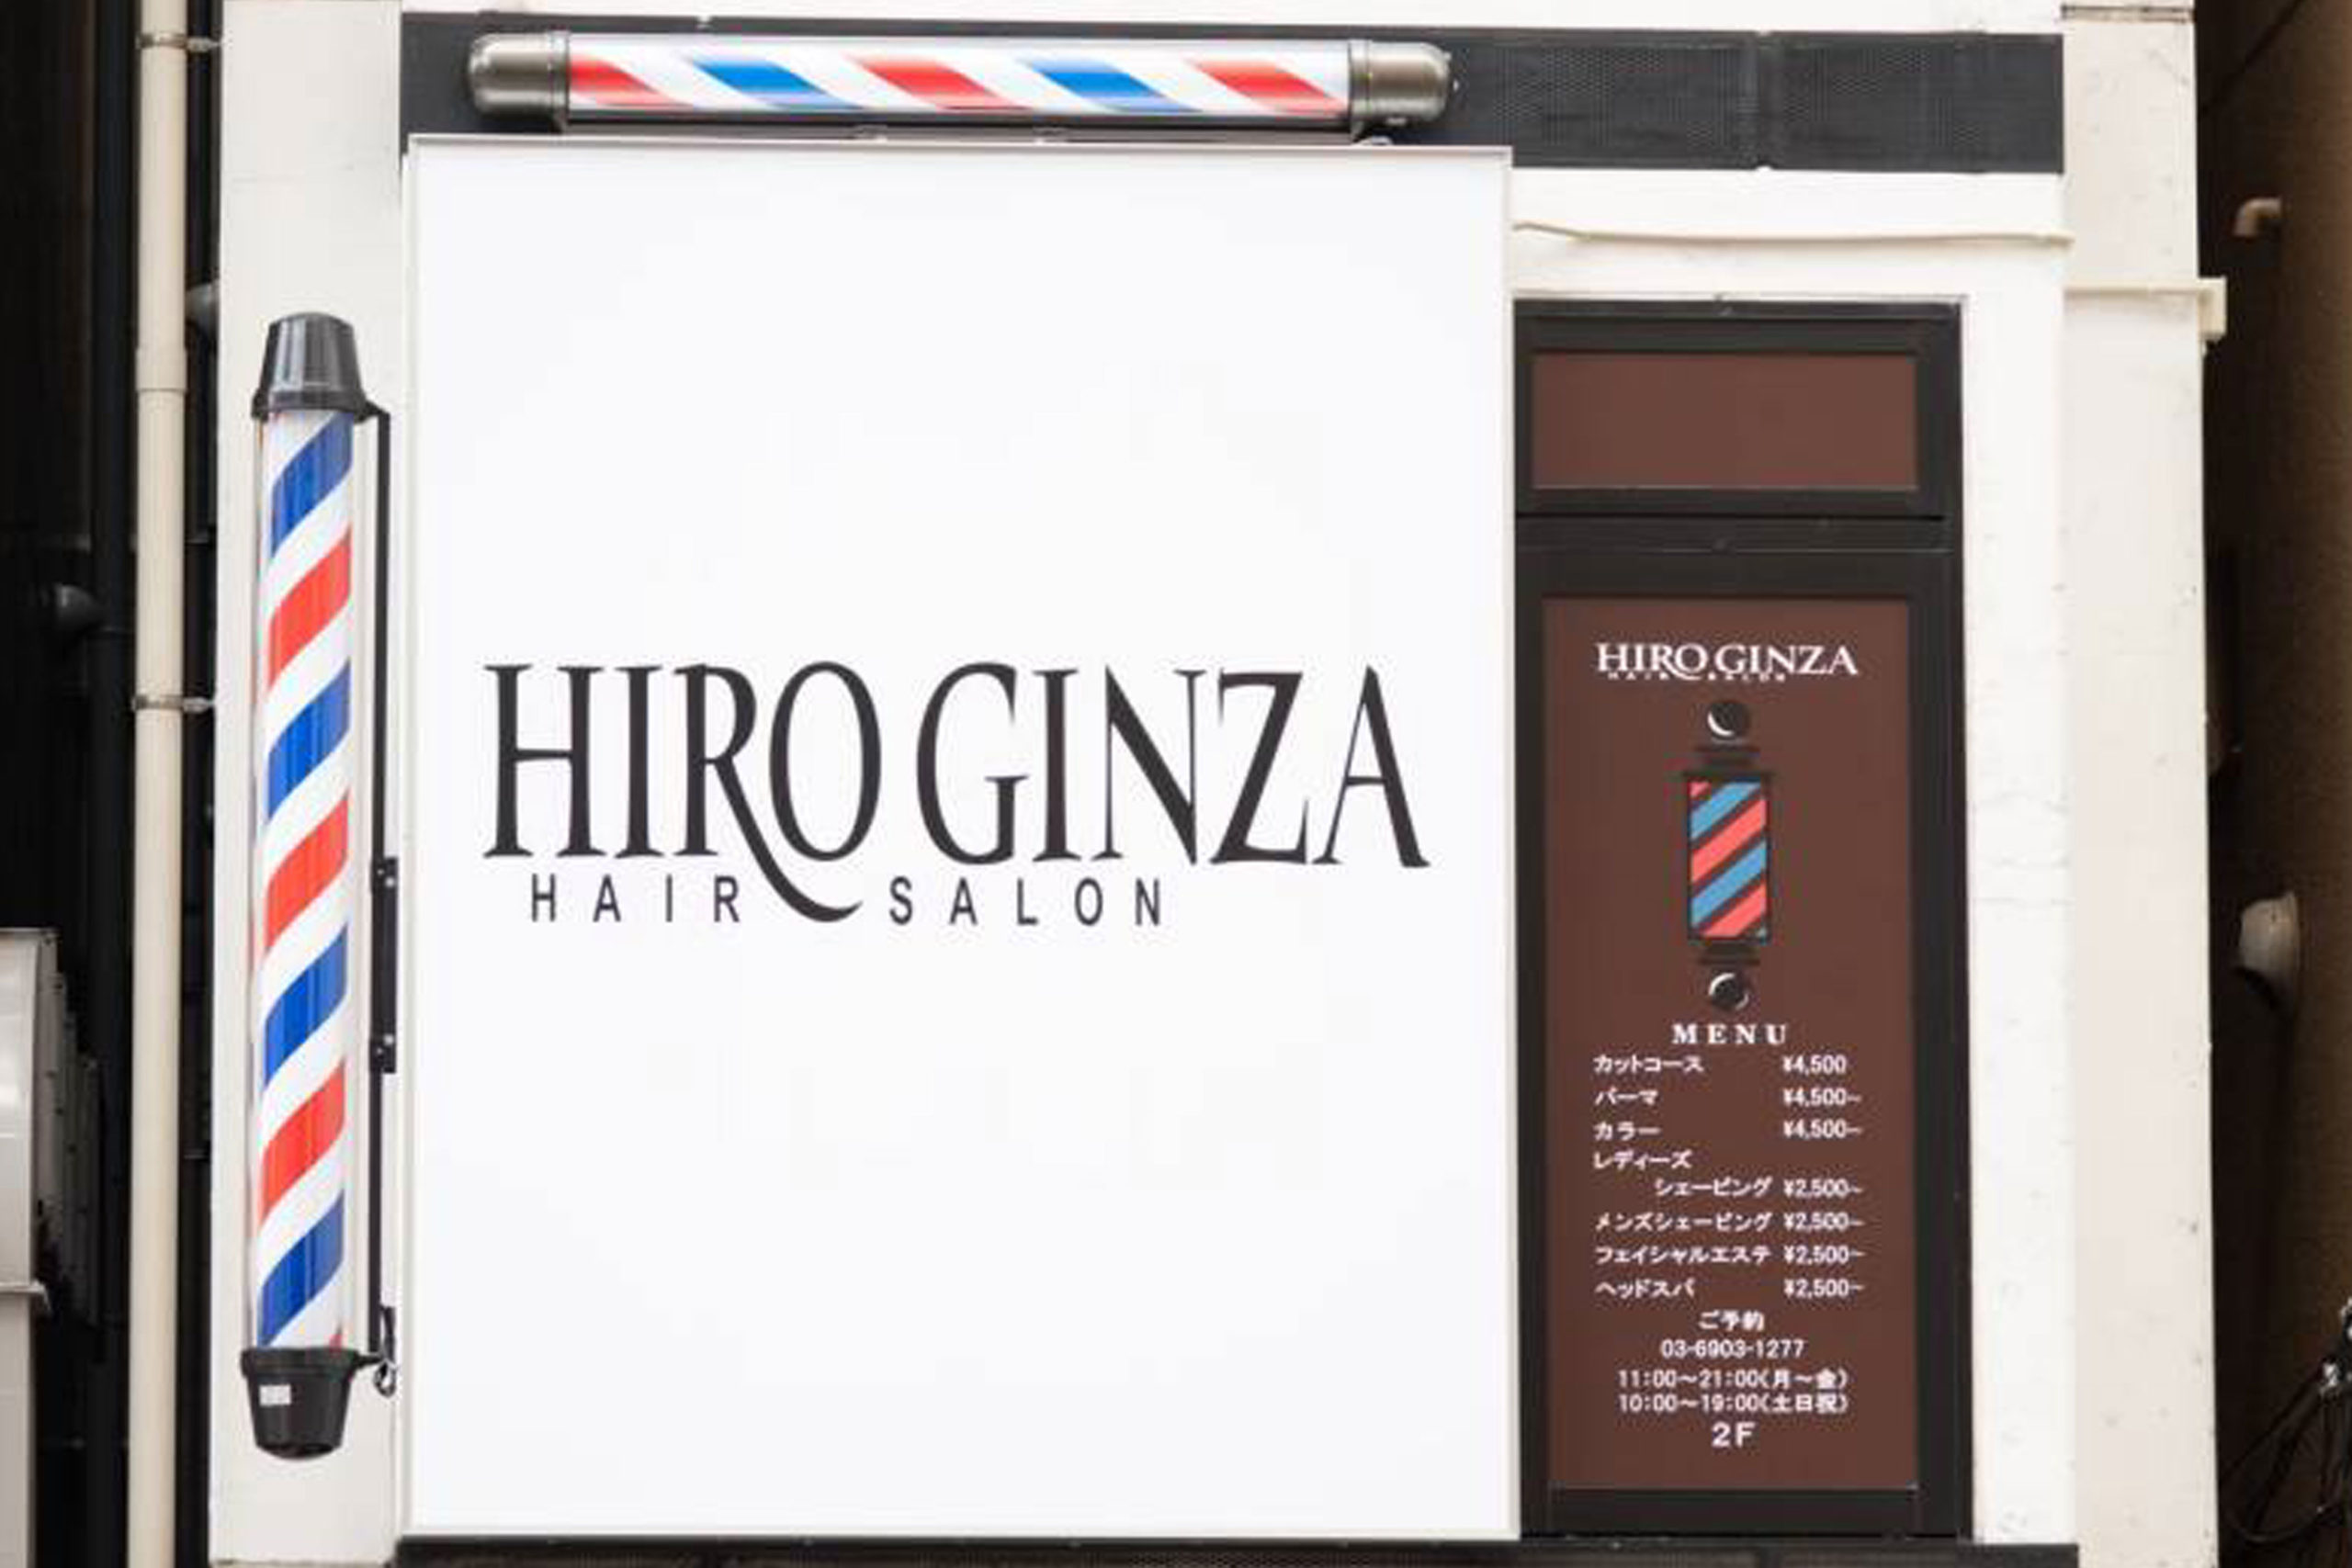 HIRO GINZA
HAIR SALON
HIRO GINZA
HAIR SALON
MENU
カットコース ¥4,500
パーマ ¥4,500~
カラー ¥4,500~
レディーズ
シェービング ¥2,500~
メンズシェービング ¥2,500~
フェイシャルエステ ¥2,500~
ヘッドスパ ¥2,500~
ご予約
03-6903-1277
11:00~21:00(月~金)
10:00~19:00(土日祝)
2F